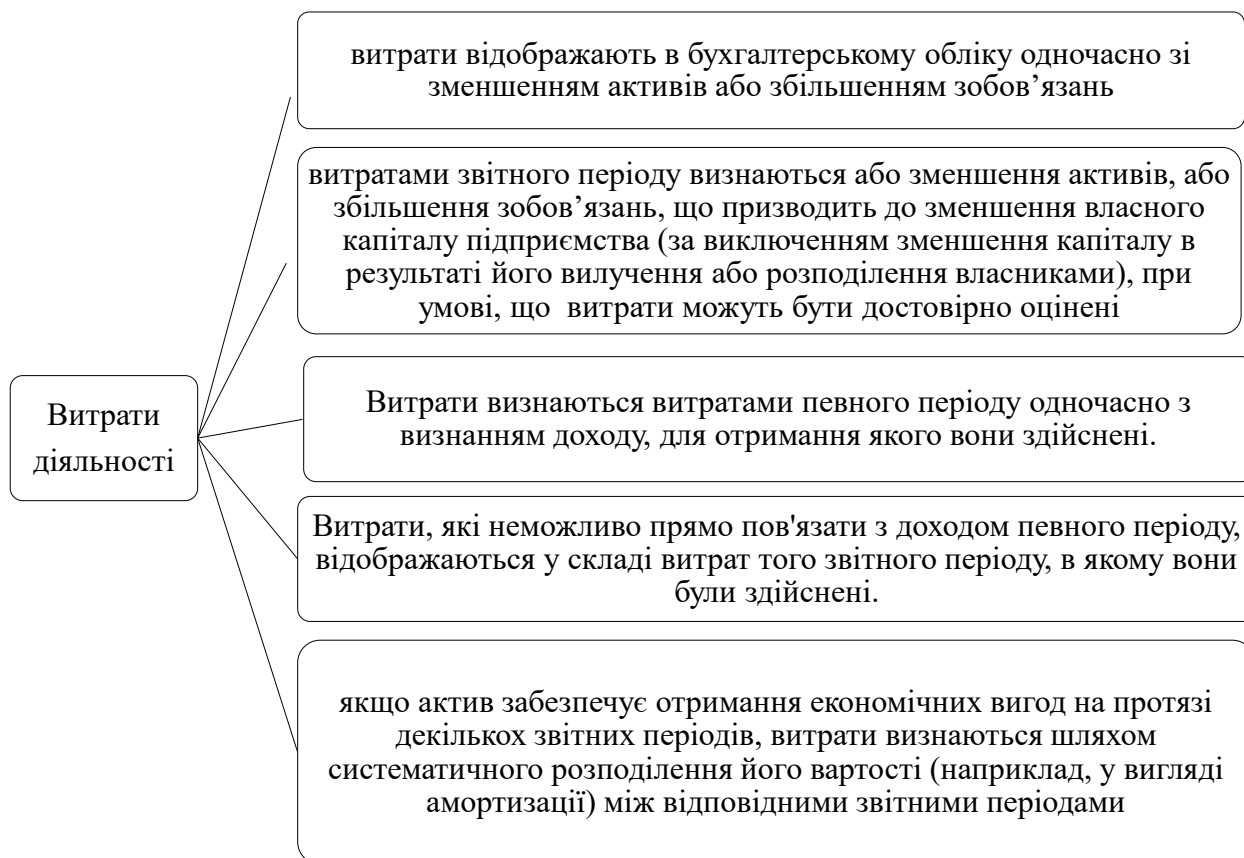 витрати відображають в бухгалтерському обліку одночасно зі
зменшенням активів або збільшенням зобов’язань
витратами звітного періоду визнаються або зменшення активів, або
збільшення зобов’язань, що призводить до зменшення власного
капіталу підприємства (за виключенням зменшення капіталу в
результаті його вилучення або розподілення власниками), при
умові, що витрати можуть бути достовірно оцінені
Витрати
діяльності
Витрати визнаються витратами певного періоду одночасно з
визнанням доходу, для отримання якого вони здійснені.
Витрати, які неможливо прямо пов'язати з доходом певного періоду,
відображаються у складі витрат того звітного періоду, в якому вони
були здійснені.
якщо актив забезпечує отримання економічних вигод на протязі
декількох звітних періодів, витрати визнаються шляхом
систематичного розподілення його вартості (наприклад, у вигляді
амортизації) між відповідними звітними періодами